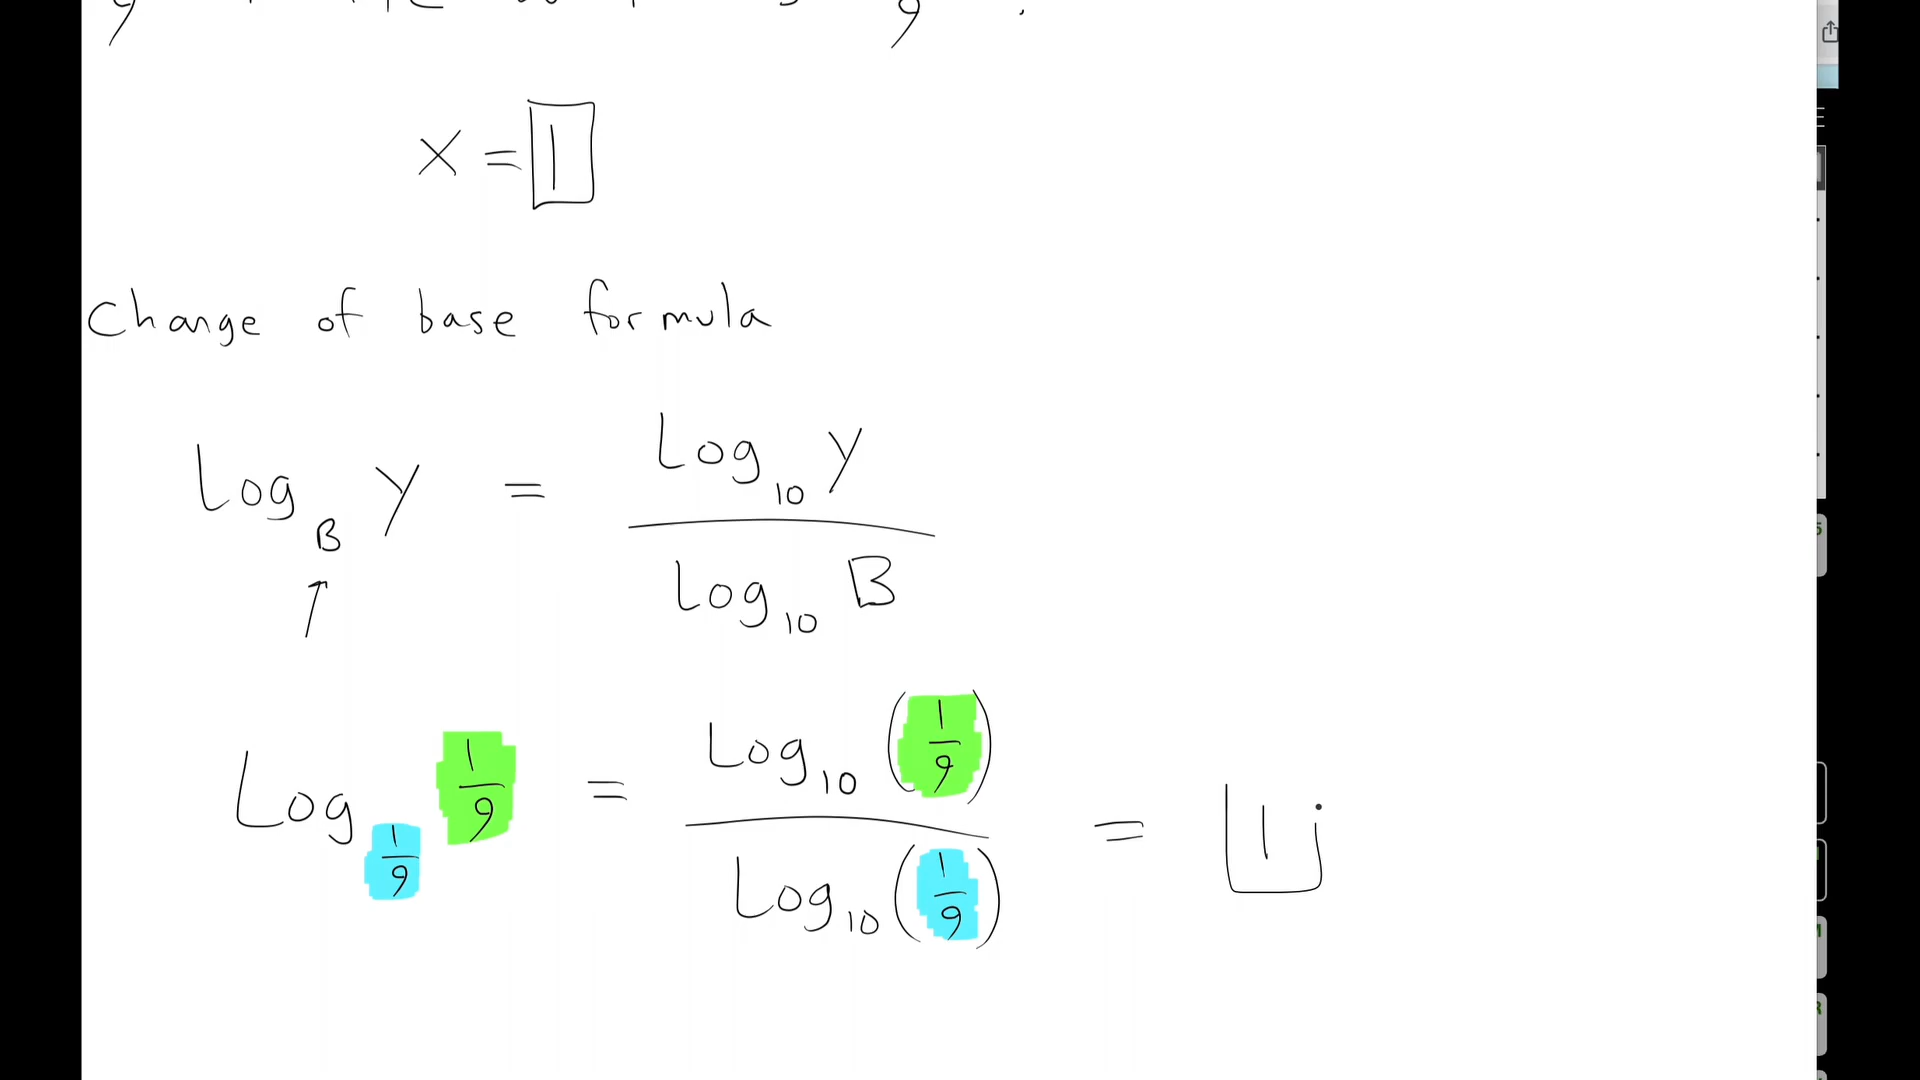 x = 1
Change of base formula
Log_B Y = Log_10 Y / Log_10 B
Log_1/9 1/9 = Log_10 (1/9) / Log_10 (1/9) = 1